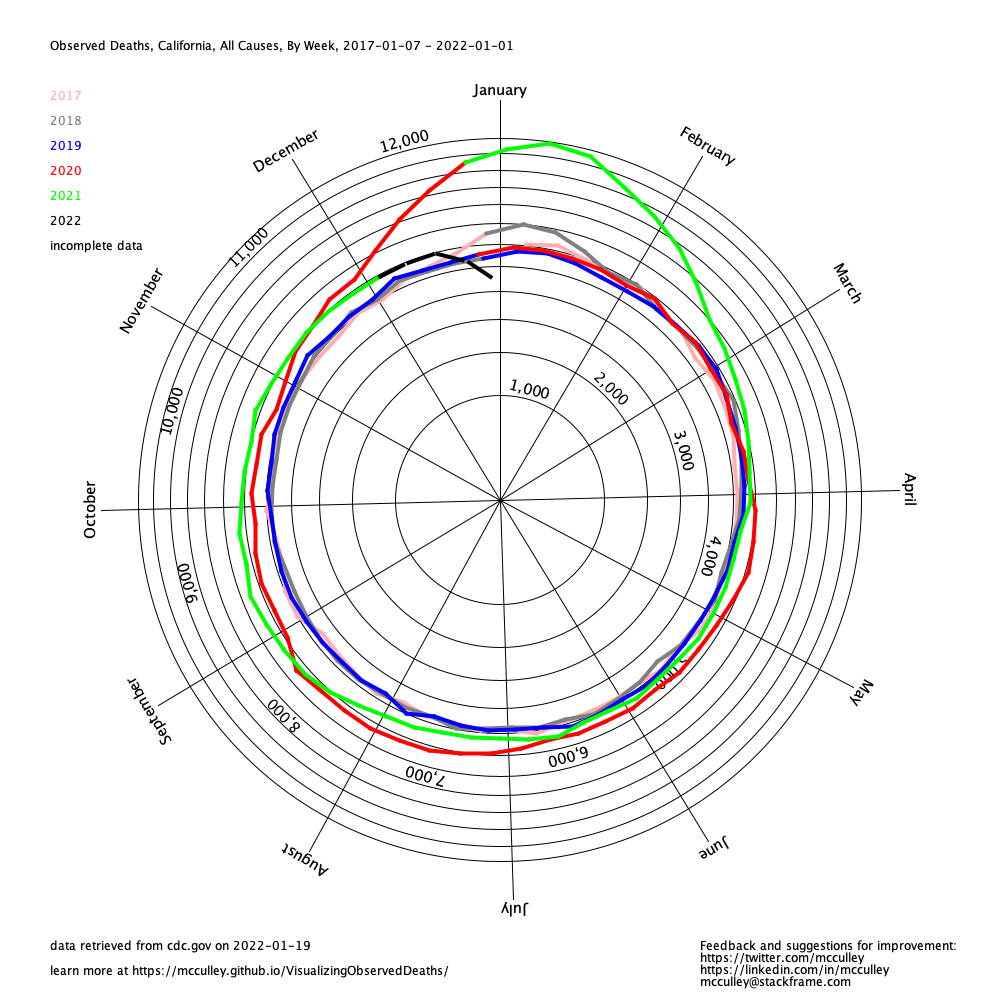 Observed Deaths, California, All Causes, By Week, 2017-01-07 - 2022-01-01
2017
2018
2019
2020
2021
2022
incomplete data
January
February
March
April
May
June
July
August
September
October
November
December
1,000
2,000
3,000
4,000
5,000
6,000
7,000
8,000
9,000
10,000
11,000
12,000
data retrieved from cdc.gov on 2022-01-19
learn more at https://mcculley.github.io/VisualizingObservedDeaths/
Feedback and suggestions for improvement:
https://twitter.com/mcculley
https://linkedin.com/in/mcculley
mcculley@stackframe.com